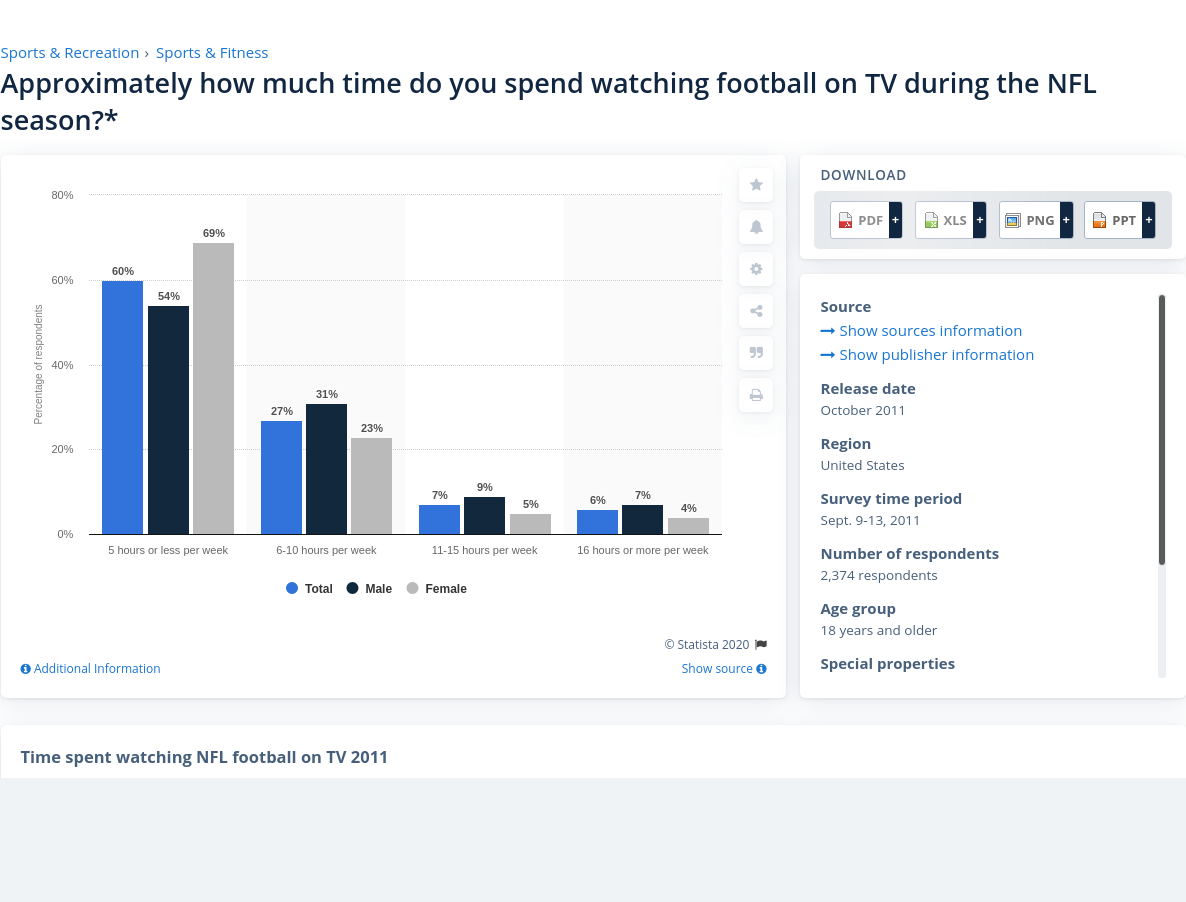 Sports & Recreation › Sports & Fitness
Approximately how much time do you spend watching football on TV during the NFL
season?*
80%
60%
40%
20%
0%
Percentage of respondents
60%
54%
69%
27%
31%
23%
7%
9%
5%
6%
7%
4%
5 hours or less per week
6-10 hours per week
11-15 hours per week
16 hours or more per week
Total Male Female
© Statista 2020
Additional Information
Show source
DOWNLOAD
PDF +
XLS +
PNG +
PPT +
Source
Show sources information
Show publisher information
Release date
October 2011
Region
United States
Survey time period
Sept. 9-13, 2011
Number of respondents
2,374 respondents
Age group
18 years and older
Special properties
Time spent watching NFL football on TV 2011